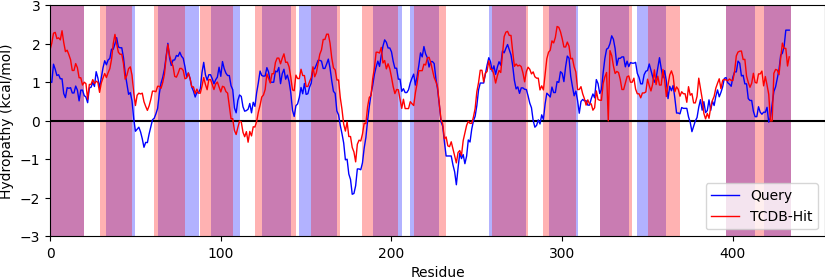 3
2
1
0
−1
−2
−3
Hydropathy (kcal/mol)
0 100 200 300 400
Residue
Query
TCDB-Hit